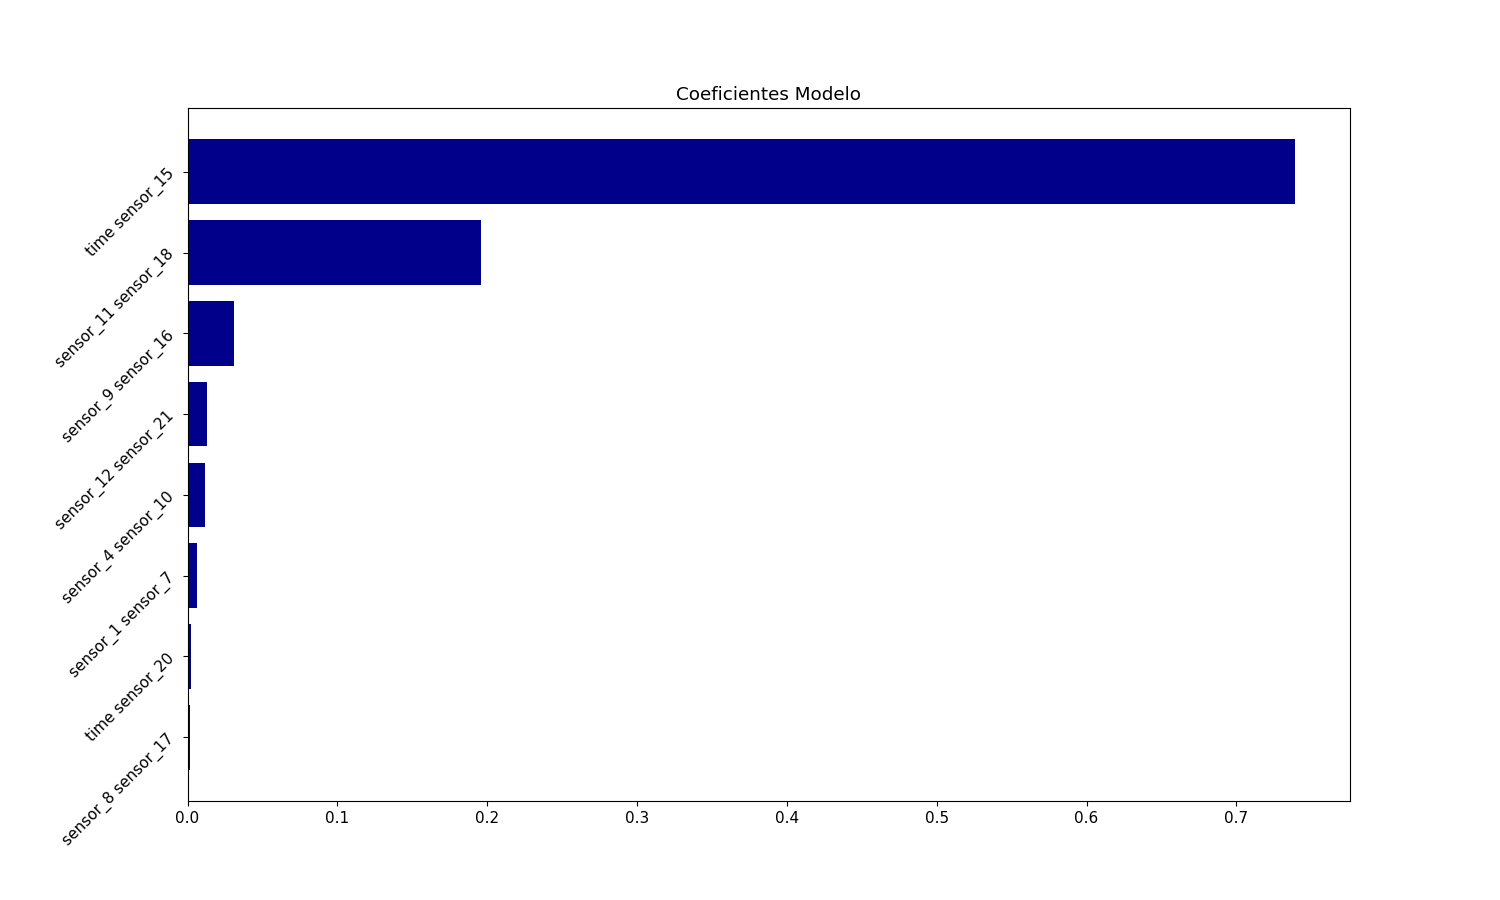 Coeficientes Modelo
time sensor_15
sensor_11 sensor_18
sensor_9 sensor_16
sensor_12 sensor_21
sensor_4 sensor_10
sensor_1 sensor_7
time sensor_20
sensor_8 sensor_17
0.0 0.1 0.2 0.3 0.4 0.5 0.6 0.7